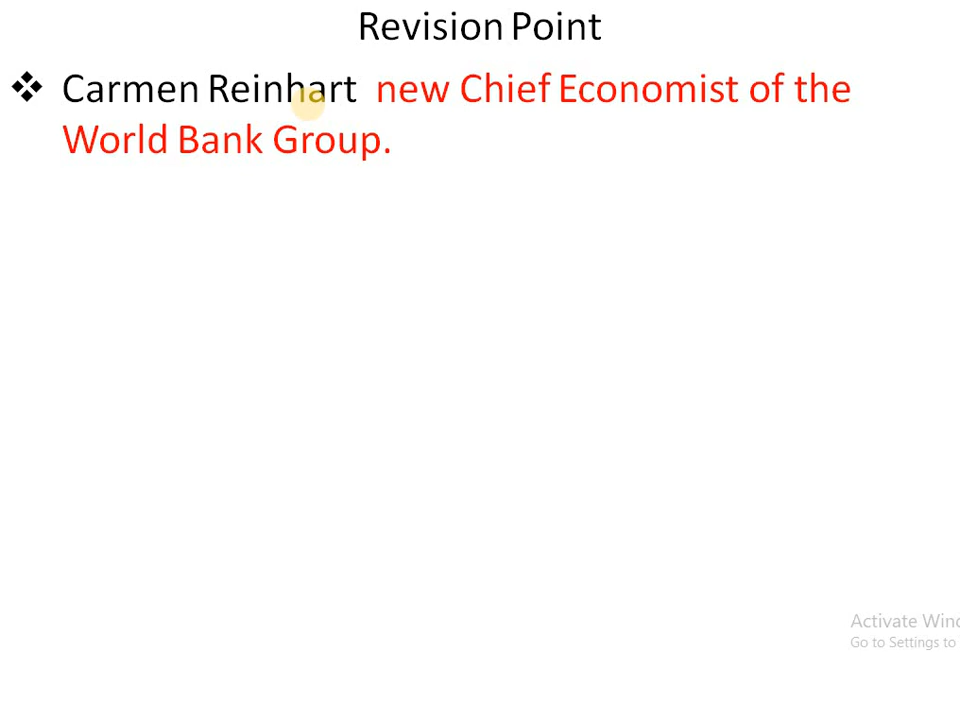 Revision Point
❖ Carmen Reinhart new Chief Economist of the
World Bank Group.
Activate Wind
Go to Settings to